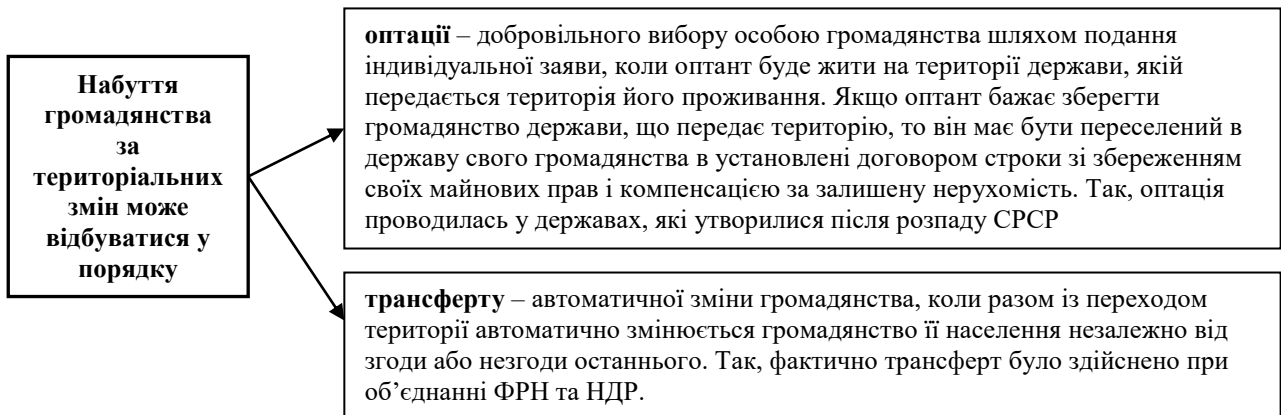 Набуття
громадянства
за
територіальних
змін може
відбуватися у
порядку
оптації – добровільного вибору особою громадянства шляхом подання
індивідуальної заяви, коли оптант буде жити на території держави, якій
передається територія його проживання. Якщо оптант бажає зберегти
громадянство держави, що передає територію, то він має бути переселений в
державу свого громадянства в установлені договором строки зі збереженням
своїх майнових прав і компенсацією за залишену нерухомість. Так, оптація
проводилась у державах, які утворилися після розпаду СРСР
трансферту – автоматичної зміни громадянства, коли разом із переходом
території автоматично змінюється громадянство її населення незалежно від
згоди або незгоди останнього. Так, фактично трансферт було здійснено при
об’єднанні ФРН та НДР.